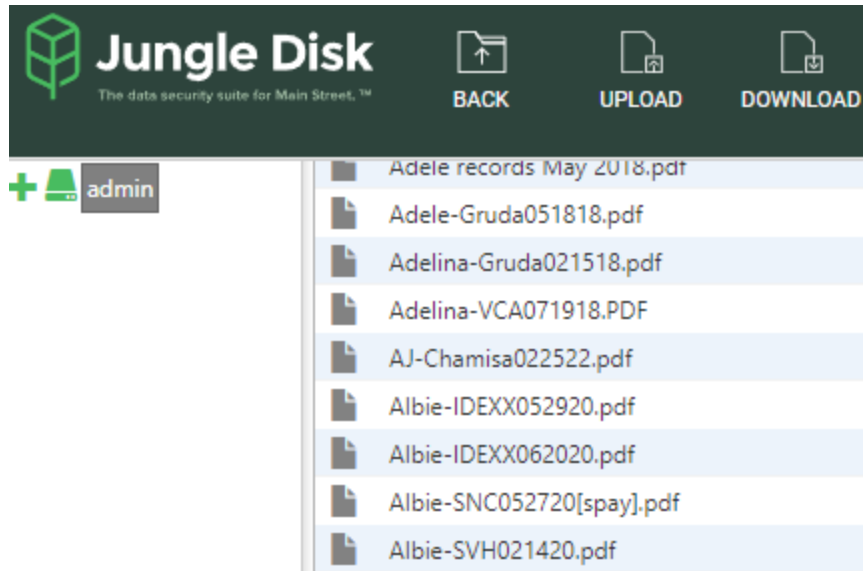 Jungle Disk
The data security suite for Main Street. ™
BACK
UPLOAD
DOWNLOAD
admin
Adele records May 2018.pdf
Adele-Gruda051818.pdf
Adelina-Gruda021518.pdf
Adelina-VCA071918.PDF
AJ-Chamisa022522.pdf
Albie-IDEXX052920.pdf
Albie-IDEXX062020.pdf
Albie-SNC052720[spay].pdf
Albie-SVH021420.pdf